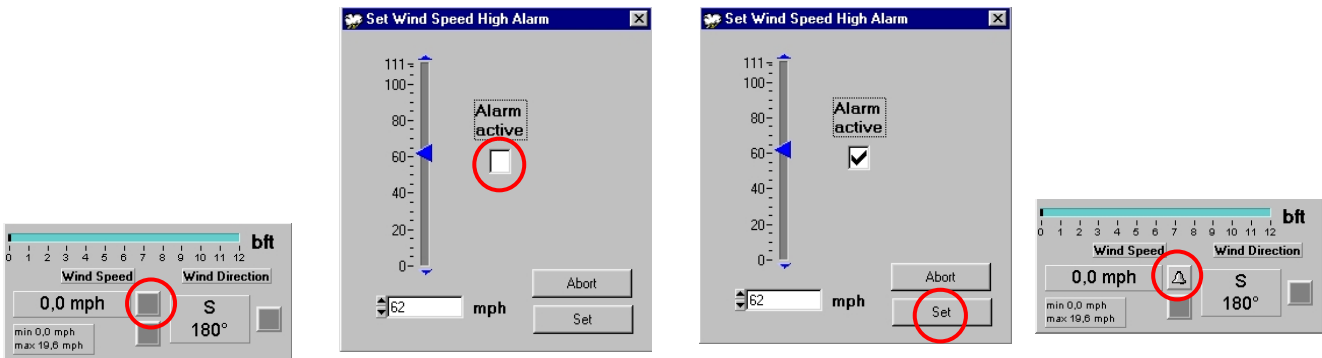 bft
0 1 2 3 4 5 6 7 8 9 10 11 12
Wind Speed Wind Direction
0,0 mph
S
180°
min 0,0 mph
max 19,6 mph
Set Wind Speed High Alarm
111
100
80
60
40
20
0
Alarm
active
62 mph
Abort
Set
Set Wind Speed High Alarm
111
100
80
60
40
20
0
Alarm
active
62 mph
Abort
Set
bft
0 1 2 3 4 5 6 7 8 9 10 11 12
Wind Speed Wind Direction
0,0 mph
S
180°
min 0,0 mph
max 19,6 mph